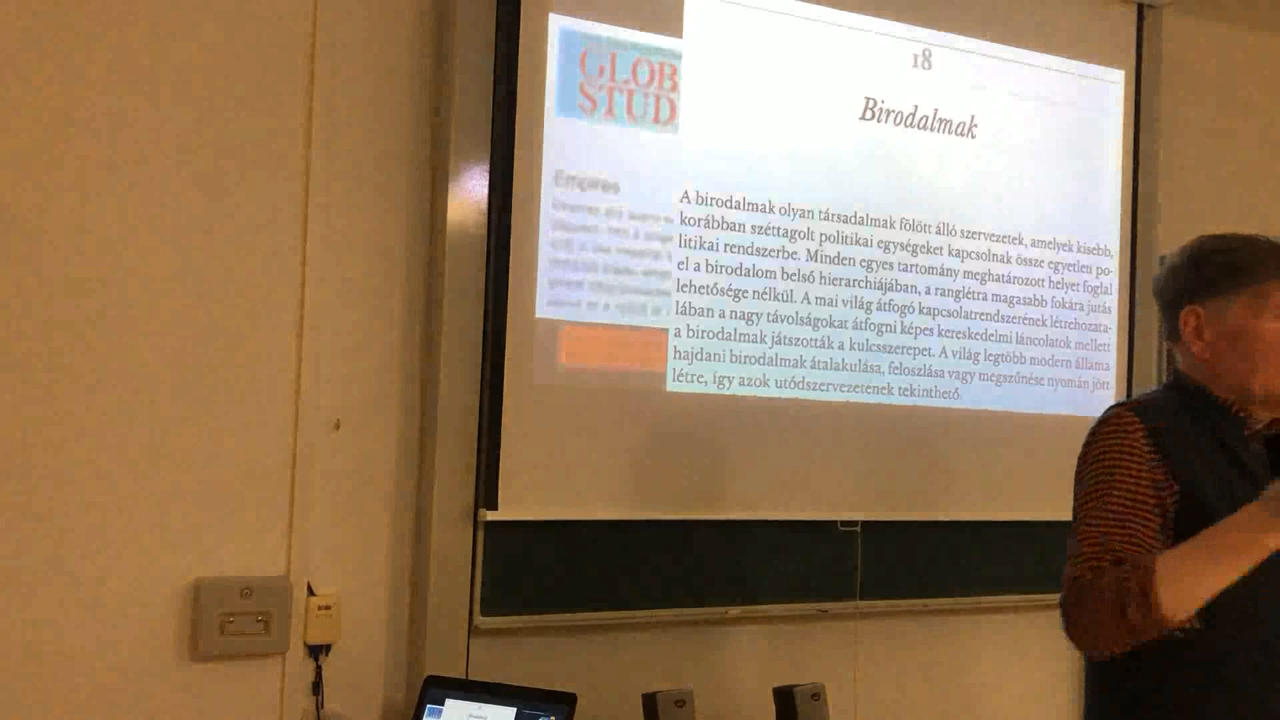 GLOB
STUD
Empires
18
Birodalmak
A birodalmak olyan társadalmak fölött álló szervezetek, amelyek kisebb,
korábban széttagolt politikai egységeket kapcsolnak össze egyetlen po-
litikai rendszerbe. Minden egyes tartomány meghatározott helyet foglal
el a birodalom belső hierarchiájában, a ranglétra magasabb fokára jutás
lehetősége nélkül. A mai világ átfogó kapcsolatrendszerének létrehozata-
lában a nagy távolságokat átfogni képes kereskedelmi láncolatok mellett
a birodalmak játszották a kulcsszerepet. A világ legtöbb modern állama
hajdani birodalmak átalakulása, feloszlása vagy megszűnése nyomán jött
létre, így azok utódszervezetének tekinthető.